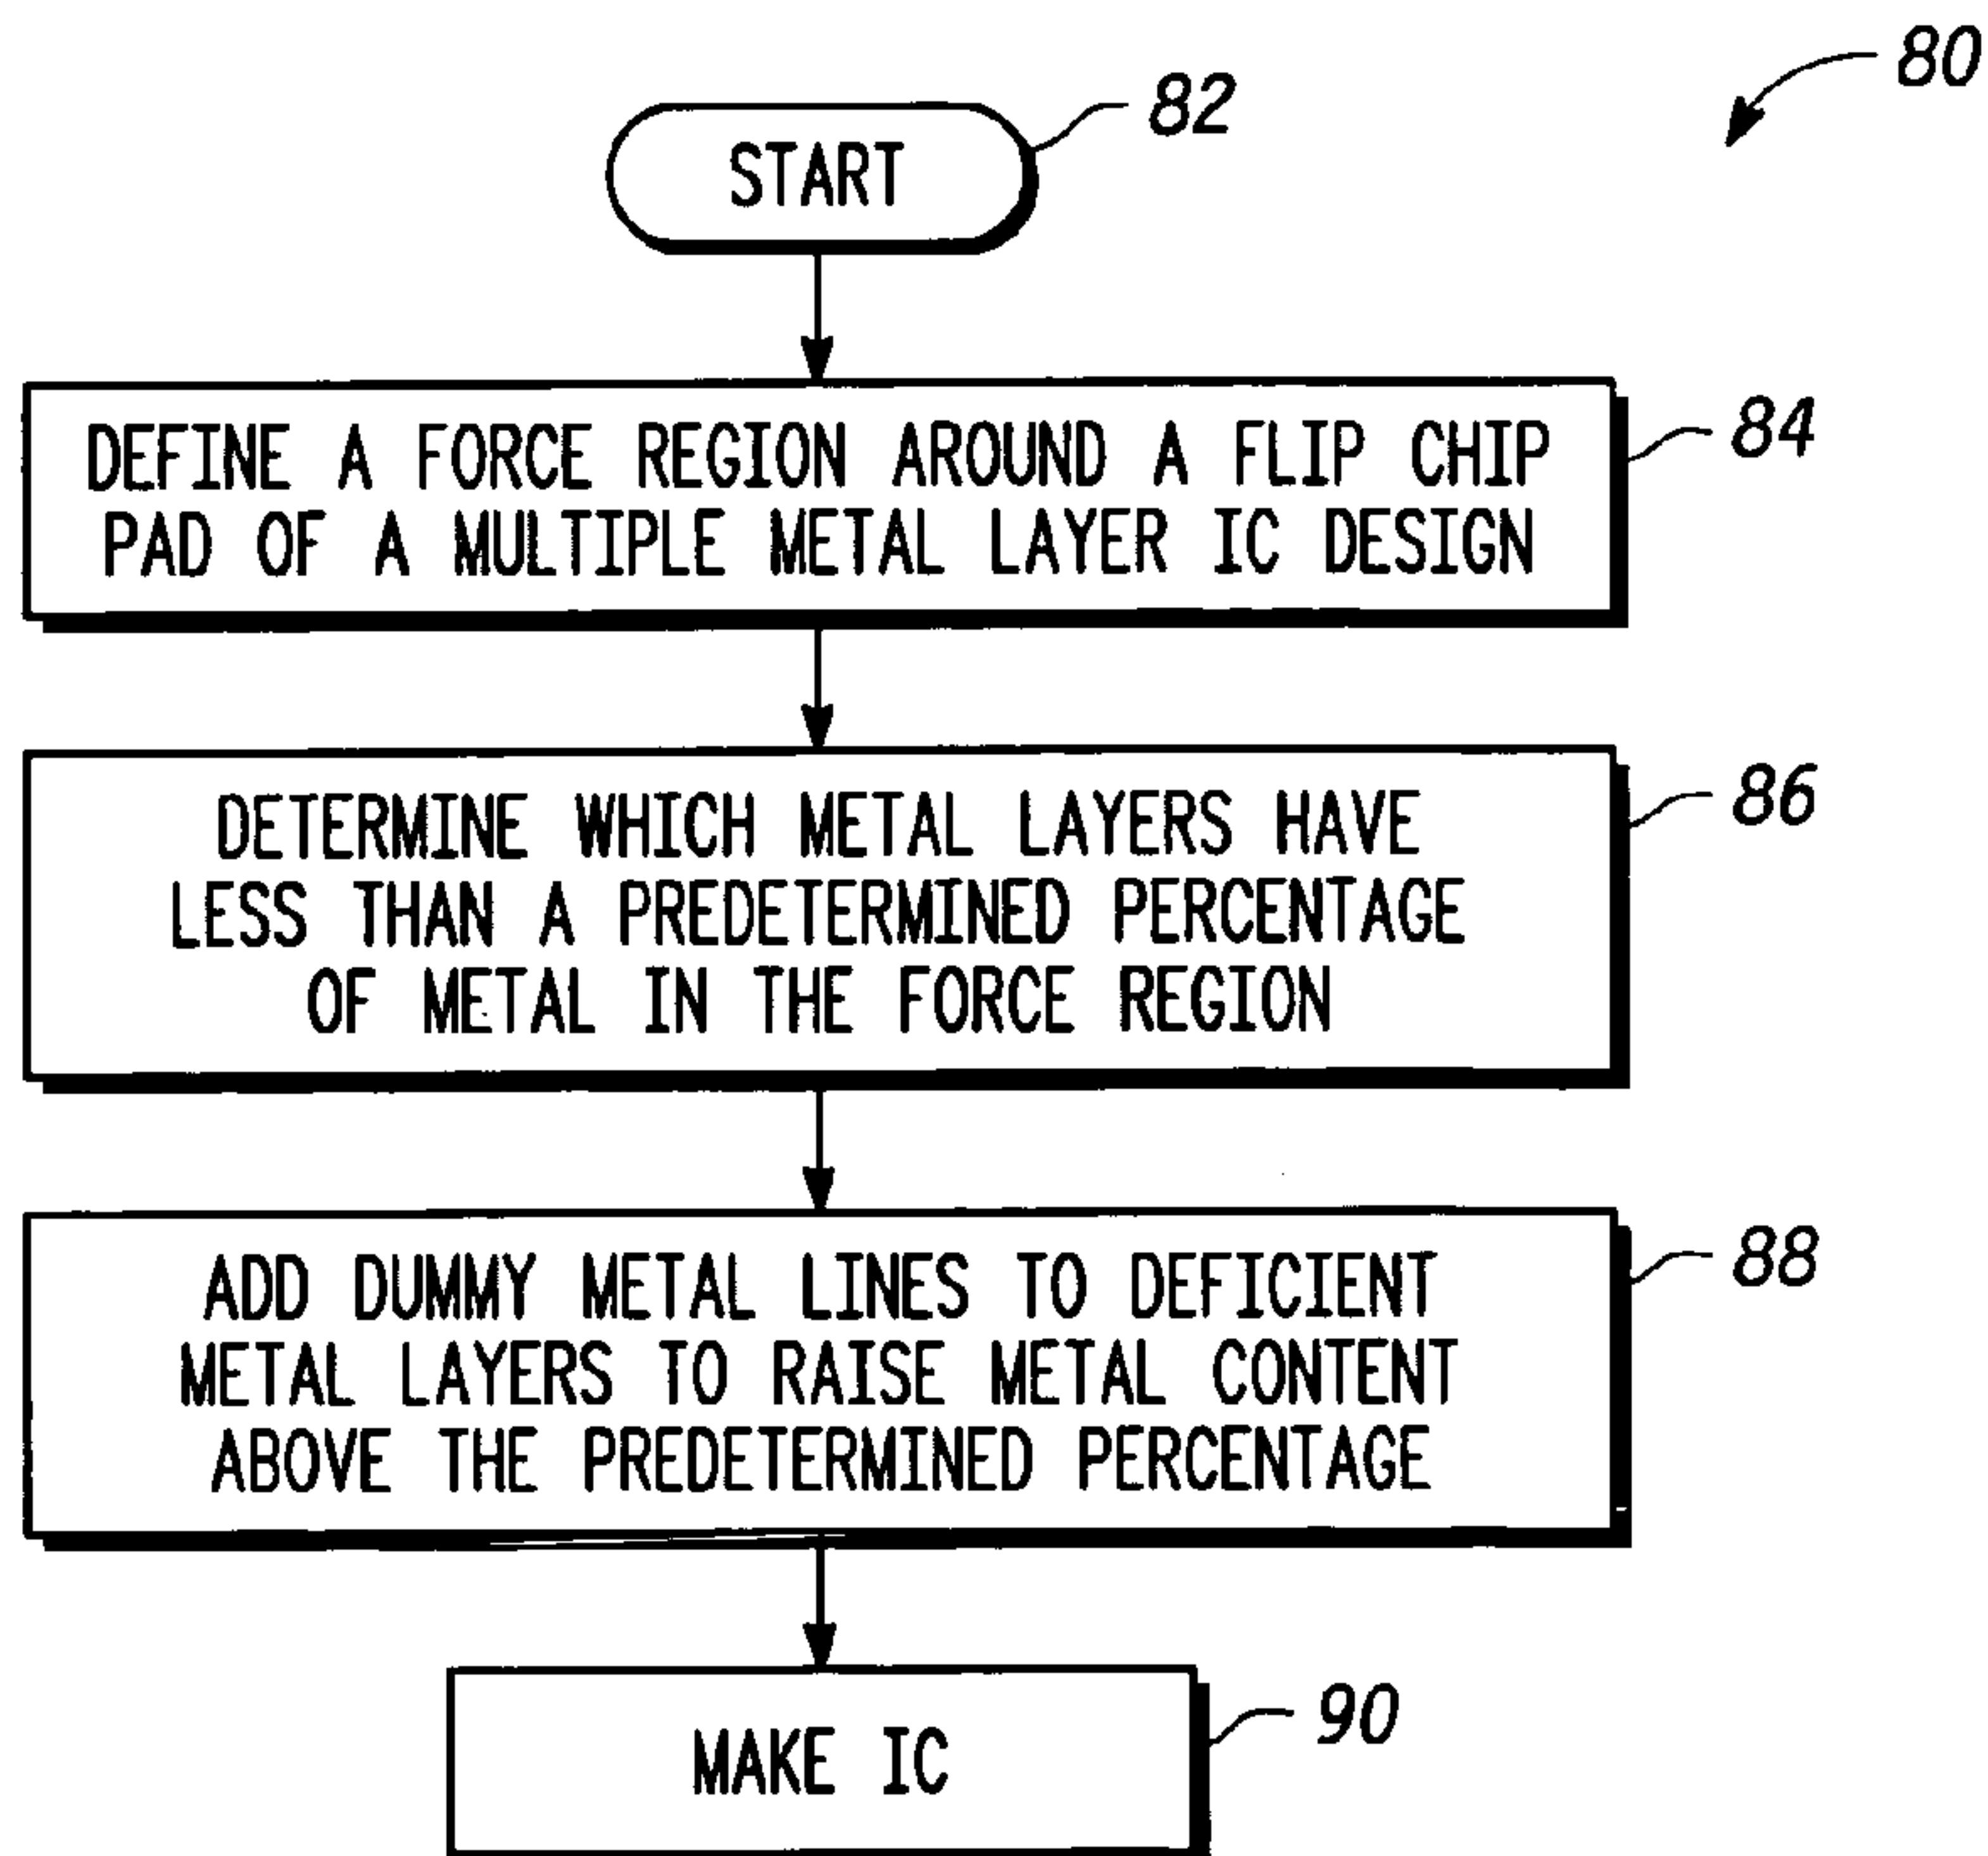 80
START
82
DEFINE A FORCE REGION AROUND A FLIP CHIP
PAD OF A MULTIPLE METAL LAYER IC DESIGN
84
DETERMINE WHICH METAL LAYERS HAVE
LESS THAN A PREDETERMINED PERCENTAGE
OF METAL IN THE FORCE REGION
86
ADD DUMMY METAL LINES TO DEFICIENT
METAL LAYERS TO RAISE METAL CONTENT
ABOVE THE PREDETERMINED PERCENTAGE
88
MAKE IC
90